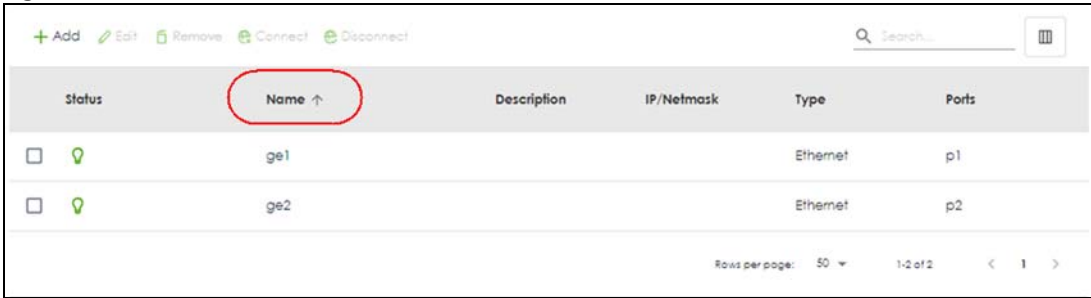 Add Edit Remove Connect Disconnect Search...
Status Name ↑ Description IP/Netmask Type Ports
ge1 Ethernet p1
ge2 Ethernet p2
Rows per page: 50 1-2 of 2 < 1 >